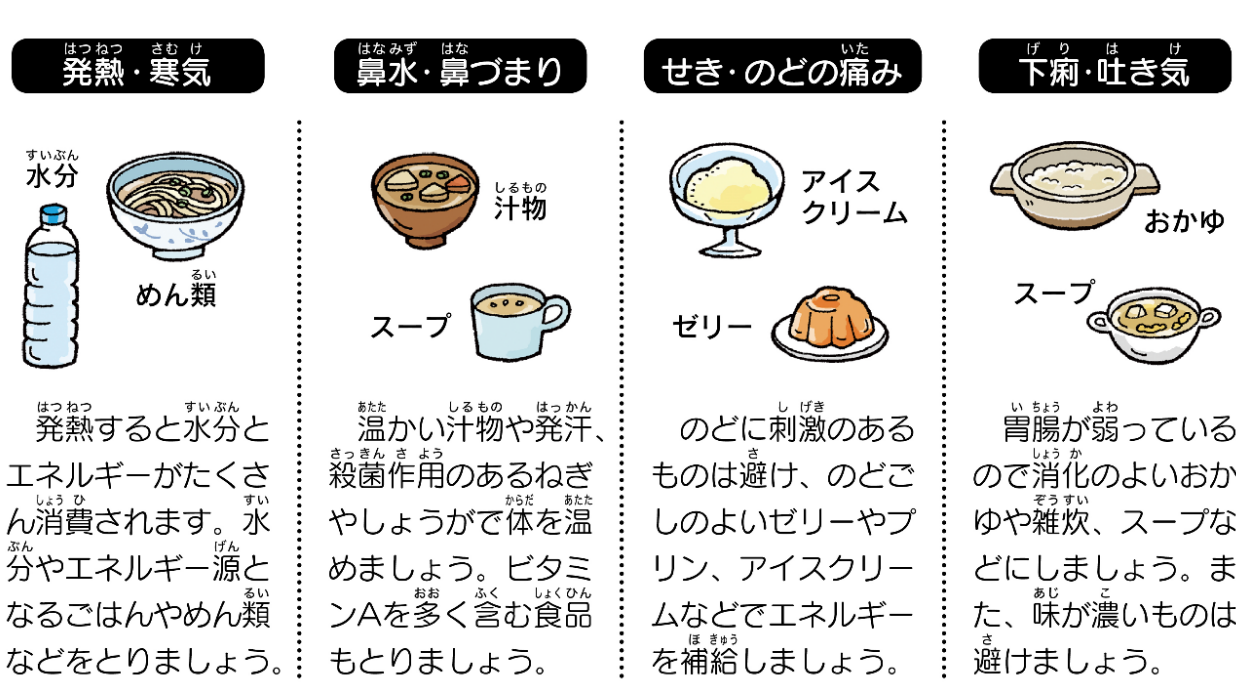 発熱・寒気
水分
めん類
発熱すると水分と
エネルギーがたくさ
ん消費されます。水
分やエネルギー源と
なるごはんやめん類
などをとりましょう。
鼻水・鼻づまり
汁物
スープ
温かい汁物や発汗、
殺菌作用のあるねぎ
やしょうがで体を温
めましょう。ビタミ
ンAを多く含む食品
もとりましょう。
せき・のどの痛み
アイス
クリーム
ゼリー
のどに刺激のある
ものは避け、のどご
しのよいゼリーやプ
リン、アイスクリー
ムなどでエネルギー
を補給しましょう。
下痢・吐き気
おかゆ
スープ
胃腸が弱っている
ので消化のよいおか
ゆや雑炊、スープな
どにしましょう。ま
た、味が濃いものは
避けましょう。